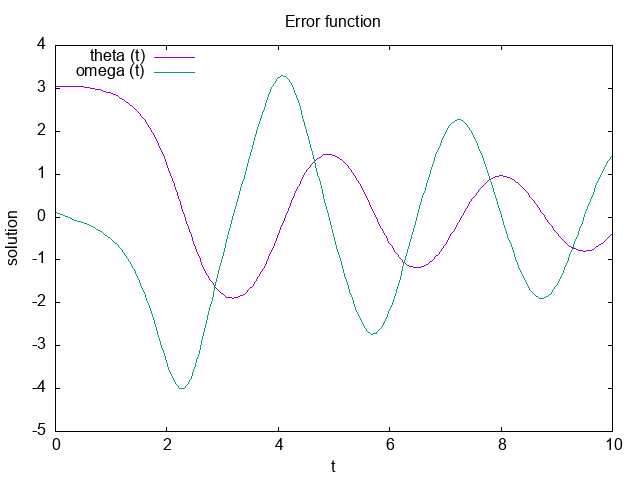 Error function
4
3
2
1
0
-1
-2
-3
-4
-5
theta (t)
omega (t)
solution
0 2 4 6 8 10
t